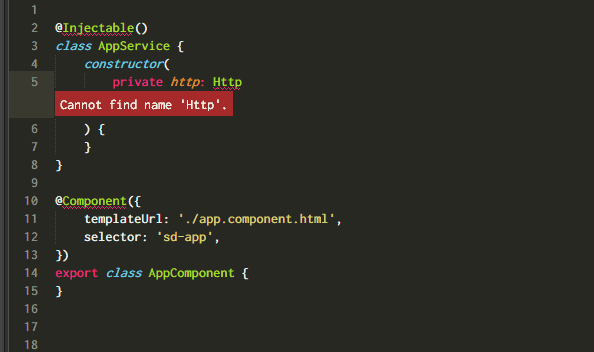 1
2 @Injectable()
3 class AppService {
4 constructor(
5 private http: Http
Cannot find name 'Http'.
6 ) {
7 }
8 }
9
10 @Component({
11 templateUrl: './app.component.html',
12 selector: 'sd-app',
13 })
14 export class AppComponent {
15 }
16
17
18